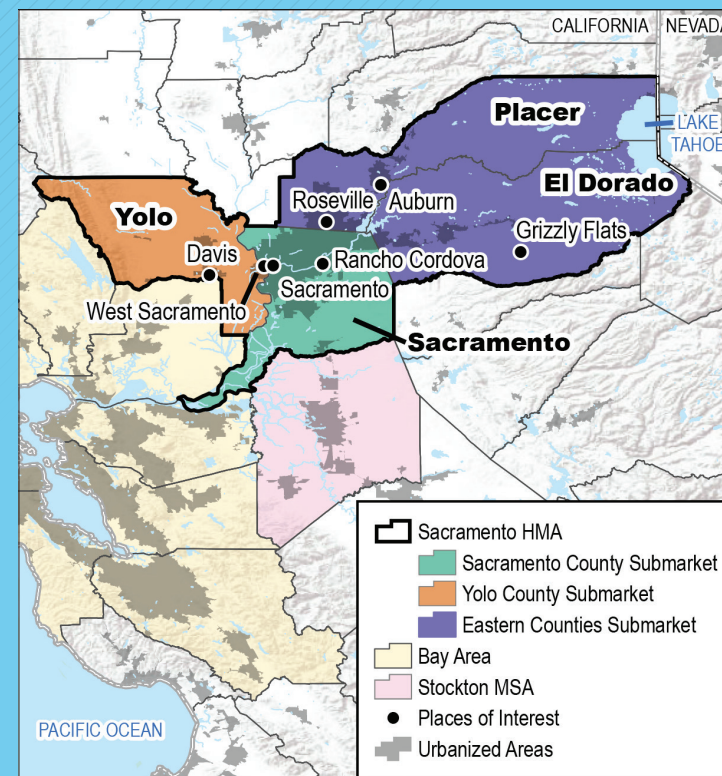 CALIFORNIA
NEVADA
Placer
LAKE
TAHOE
El Dorado
Auburn
Roseville
Yolo
Grizzly Flats
Davis
Rancho Cordova
Sacramento
West Sacramento
Sacramento
Sacramento HMA
Sacramento County Submarket
Yolo County Submarket
Eastern Counties Submarket
Bay Area
Stockton MSA
Places of Interest
Urbanized Areas
PACIFIC OCEAN